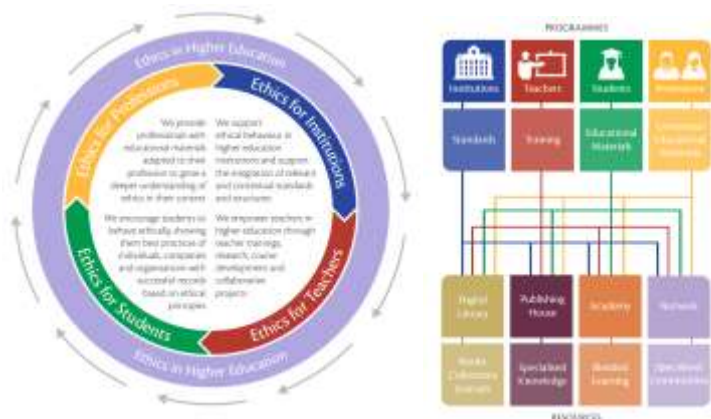 Ethics in Higher Education
Ethics for Professions
Ethics for Institutions
We provide
professionals with
educational materials
adapted to their
profession to grow a
deeper understanding of
ethics in their context
We support
ethical behaviour in
higher education
institutions and support
the integration of relevant
and contextual standards
and structures
We encourage students to
behave ethically, showing
them best practices of
individuals, companies
and organisations with
successful records
based on ethical
principles
We empower teachers in
higher education through
teacher trainings,
research, course
development and
collaborative
projects
Ethics for Students
Ethics for Teachers
Ethics in Higher Education
PROGRAMMES
Institutions
Teachers
Students
Professions
Standards
Training
Educational
Materials
Digital
Library
Publishing
House
Academy
Network
Specialised
Knowledge
Blended
Learning
RESOURCES